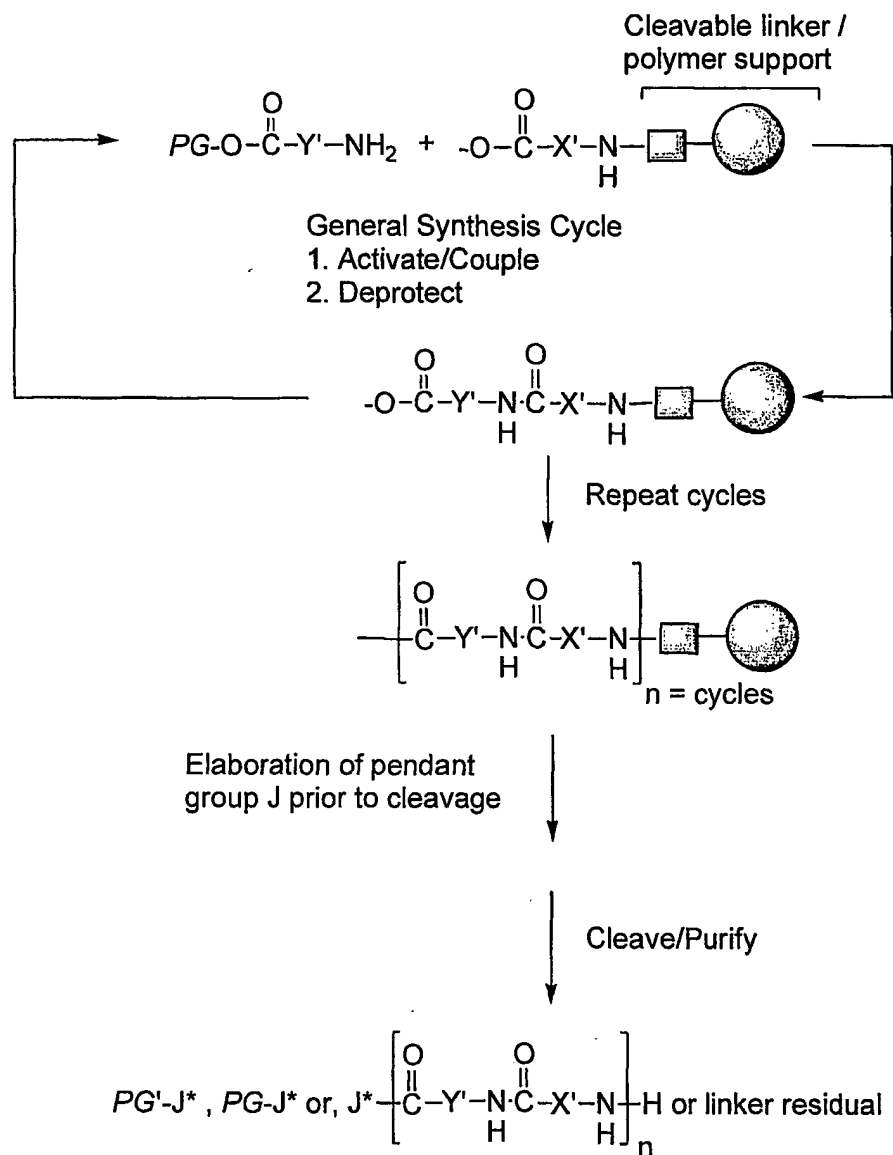 Cleavable linker /
polymer support
PG-O-C-Y'-NH2 + -O-C-X'-N-
O O H
General Synthesis Cycle
1. Activate/Couple
2. Deprotect
O O
-O-C-Y'-N-C-X'-N-
H H
Repeat cycles
O O
C-Y'-N-C-X'-N
H H
n = cycles
Elaboration of pendant
group J prior to cleavage
Cleave/Purify
O O
PG'-J* , PG-J* or, J*-C-Y'-N-C-X'-N-H or linker residual
H H
n